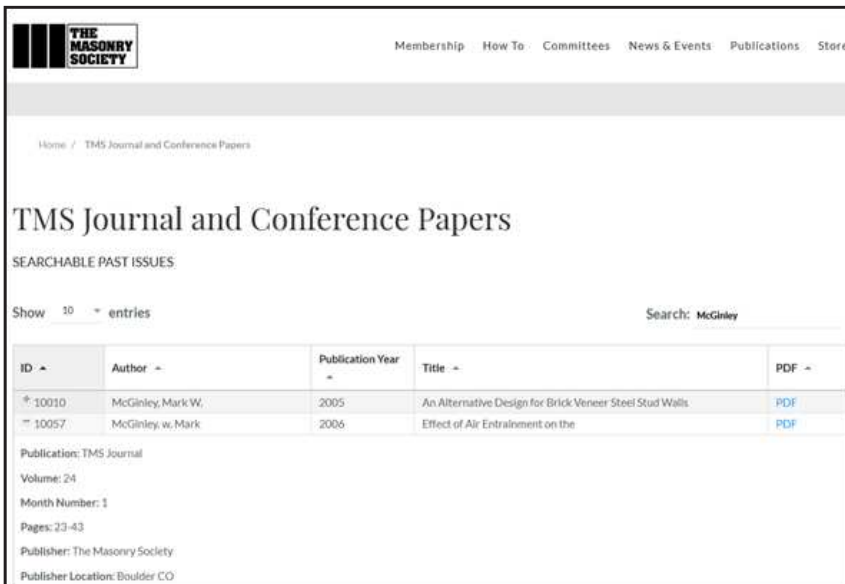 THE
MASONRY
SOCIETY
Membership How To Committees News & Events Publications Store
Home / TMS Journal and Conference Papers
TMS Journal and Conference Papers
SEARCHABLE PAST ISSUES
Show 10 entries Search: McGinley
ID Author Publication Year Title PDF
+ 10010 McGinley, Mark W. 2005 An Alternative Design for Brick Veneer Steel Stud Walls PDF
− 10057 McGinley, w. Mark 2006 Effect of Air Entrainment on the PDF
Publication: TMS Journal
Volume: 24
Month Number: 1
Pages: 23-43
Publisher: The Masonry Society
Publisher Location: Boulder CO